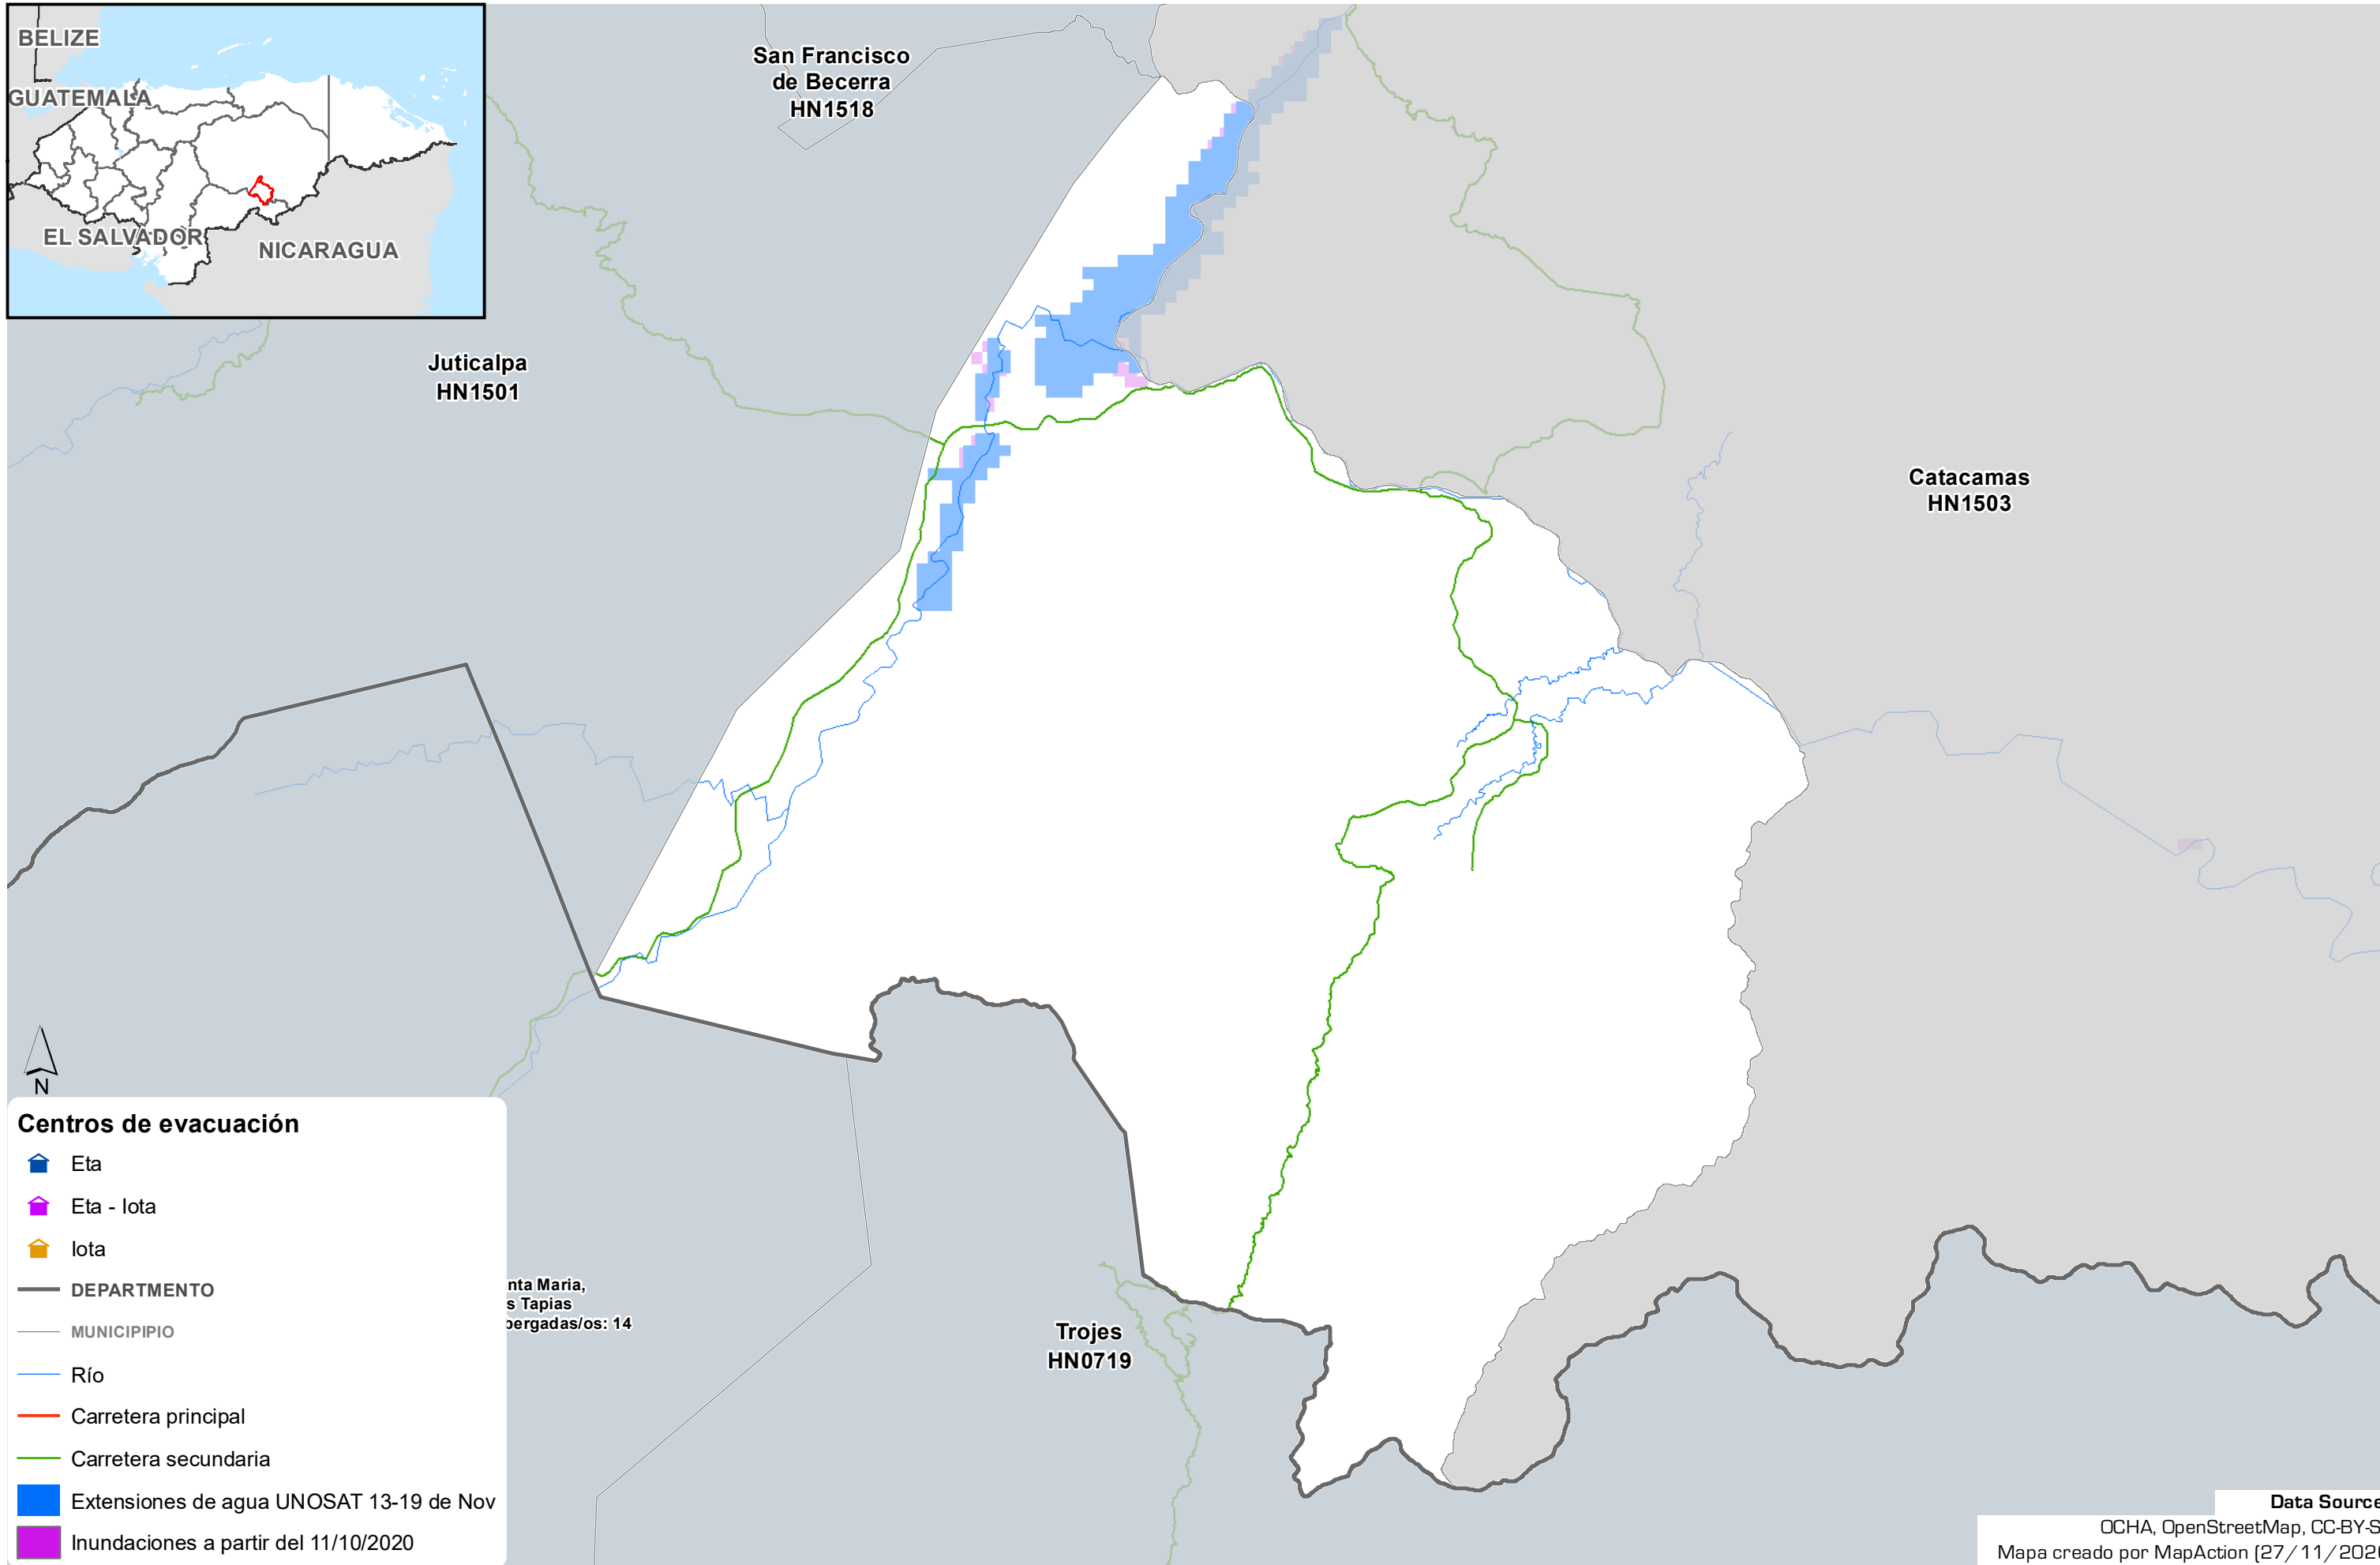 BELIZE
GUATEMALA
EL SALVADOR
NICARAGUA
San Francisco
de Becerra
HN1518
Juticalpa
HN1501
Catacamas
HN1503
N
Centros de evacuación
Eta
Eta - Iota
Iota
DEPARTMENTO
MUNICIPIPIO
Río
Carretera principal
Carretera secundaria
Extensiones de agua UNOSAT 13-19 de Nov
Inundaciones a partir del 11/10/2020
nta Maria,
s Tapias
bergadas/os: 14
Trojes
HN0719
Data Source
OCHA, OpenStreetMap, CC-BY-S
Mapa creado por MapAction (27/11/202